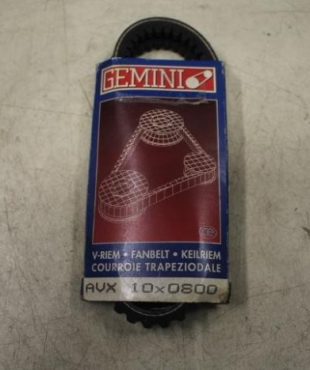 GEMINI
V-RIEM • FANBELT • KEILRIEM
COURROIE TRAPEZIODALE
AVX 10x0800